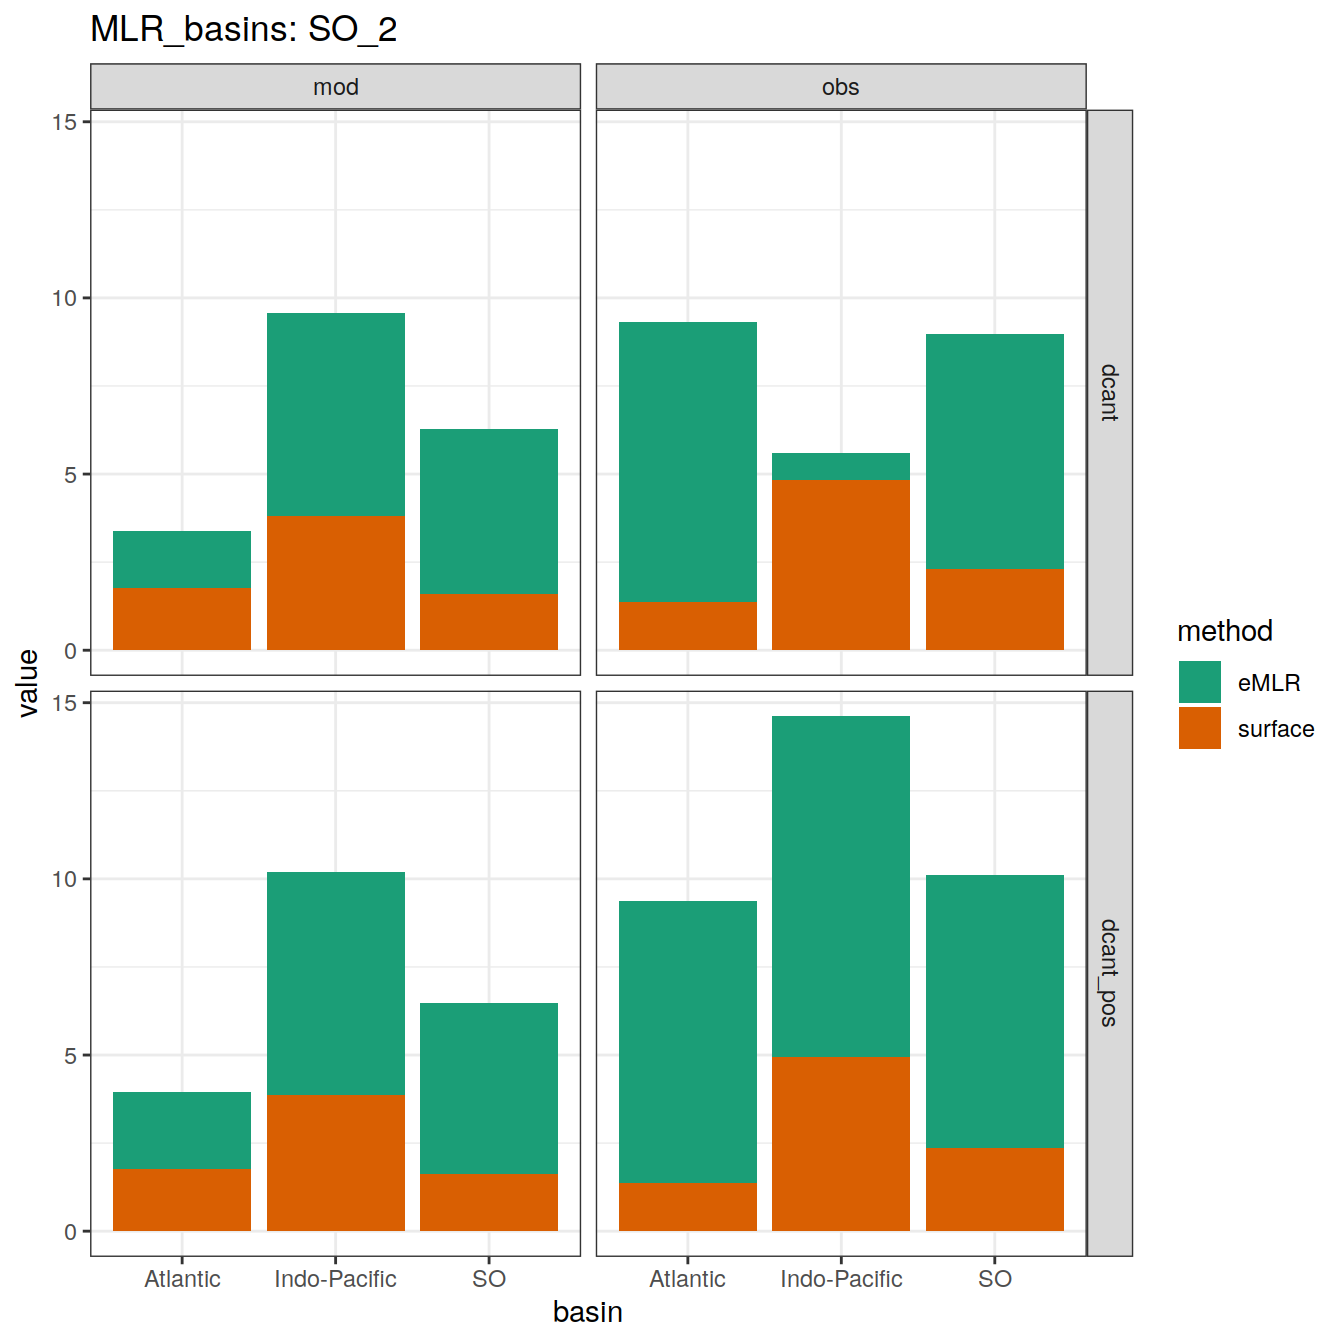 MLR_basins: SO_2
mod
obs
15
10
5
0
dcant
15
10
5
0
dcant_pos
value
Atlantic
Indo-Pacific
SO
Atlantic
Indo-Pacific
SO
basin
method
eMLR
surface